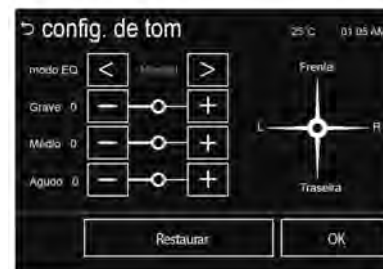 config. de tom 25°C 01:05 AM
modo EQ < > Frente
Grave 0 − +
L R
Médio 0 − +
Agudo 0 − + Traseira
Restaurar OK